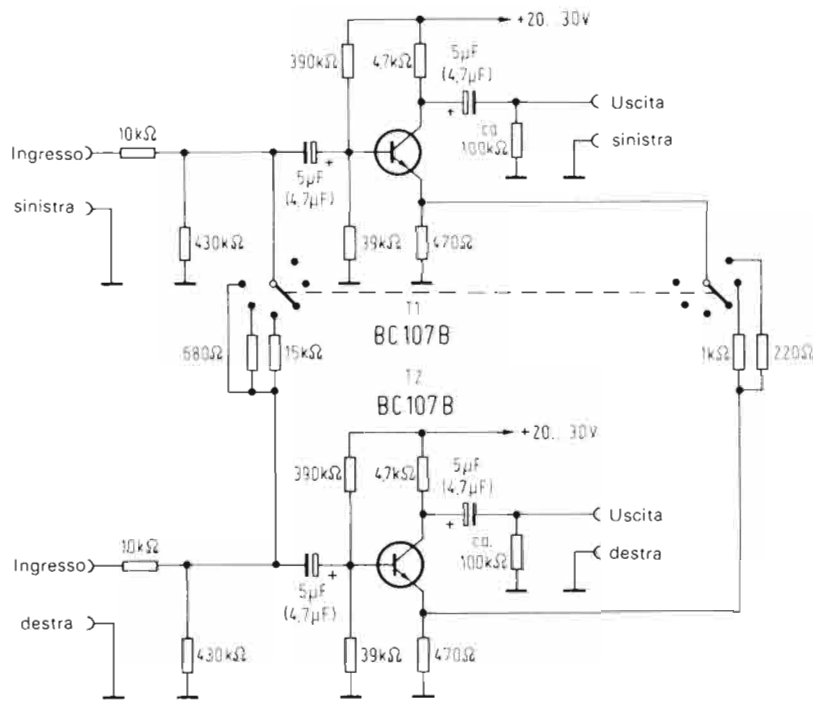 +20...30V
390kΩ
4,7kΩ
5µF
(4,7µF)
Uscita
ca.
100kΩ
sinistra
10kΩ
Ingresso
5µF
(4,7µF)
sinistra
430kΩ
39kΩ
470Ω
T1
BC107B
680Ω
15kΩ
1kΩ
220Ω
T2
BC107B
+20...30V
390kΩ
4,7kΩ
5µF
(4,7µF)
Uscita
ca.
100kΩ
destra
10kΩ
Ingresso
5µF
(4,7µF)
destra
430kΩ
39kΩ
470Ω